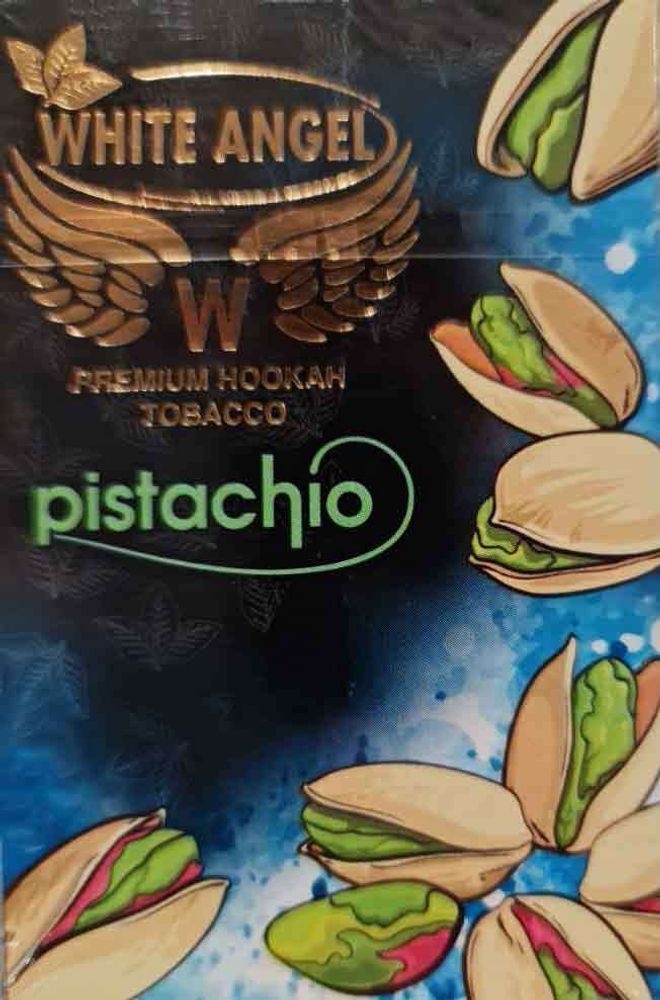 WHITE ANGEL
W
PREMIUM HOOKAH
TOBACCO
pistachio